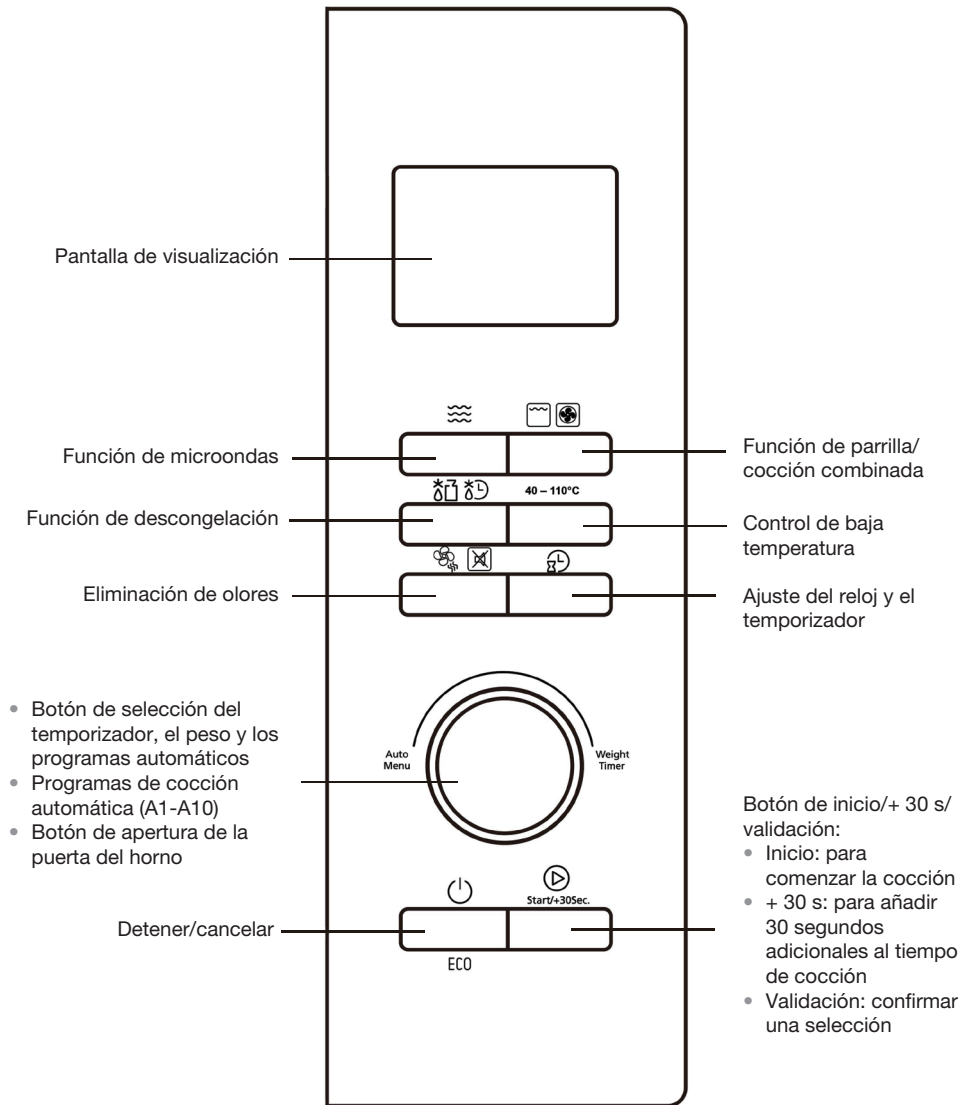 Pantalla de visualización
Función de microondas
Función de parrilla/
cocción combinada
40 – 110°C
Función de descongelación
Control de baja
temperatura
Eliminación de olores
Ajuste del reloj y el
temporizador
• Botón de selección del
temporizador, el peso y los
programas automáticos
• Programas de cocción
automática (A1-A10)
• Botón de apertura de la
puerta del horno
Auto
Menu
Weight
Timer
Botón de inicio/+ 30 s/
validación:
• Inicio: para
comenzar la cocción
• + 30 s: para añadir
30 segundos
adicionales al tiempo
de cocción
• Validación: confirmar
una selección
Start/+30Sec.
Detener/cancelar
ECO